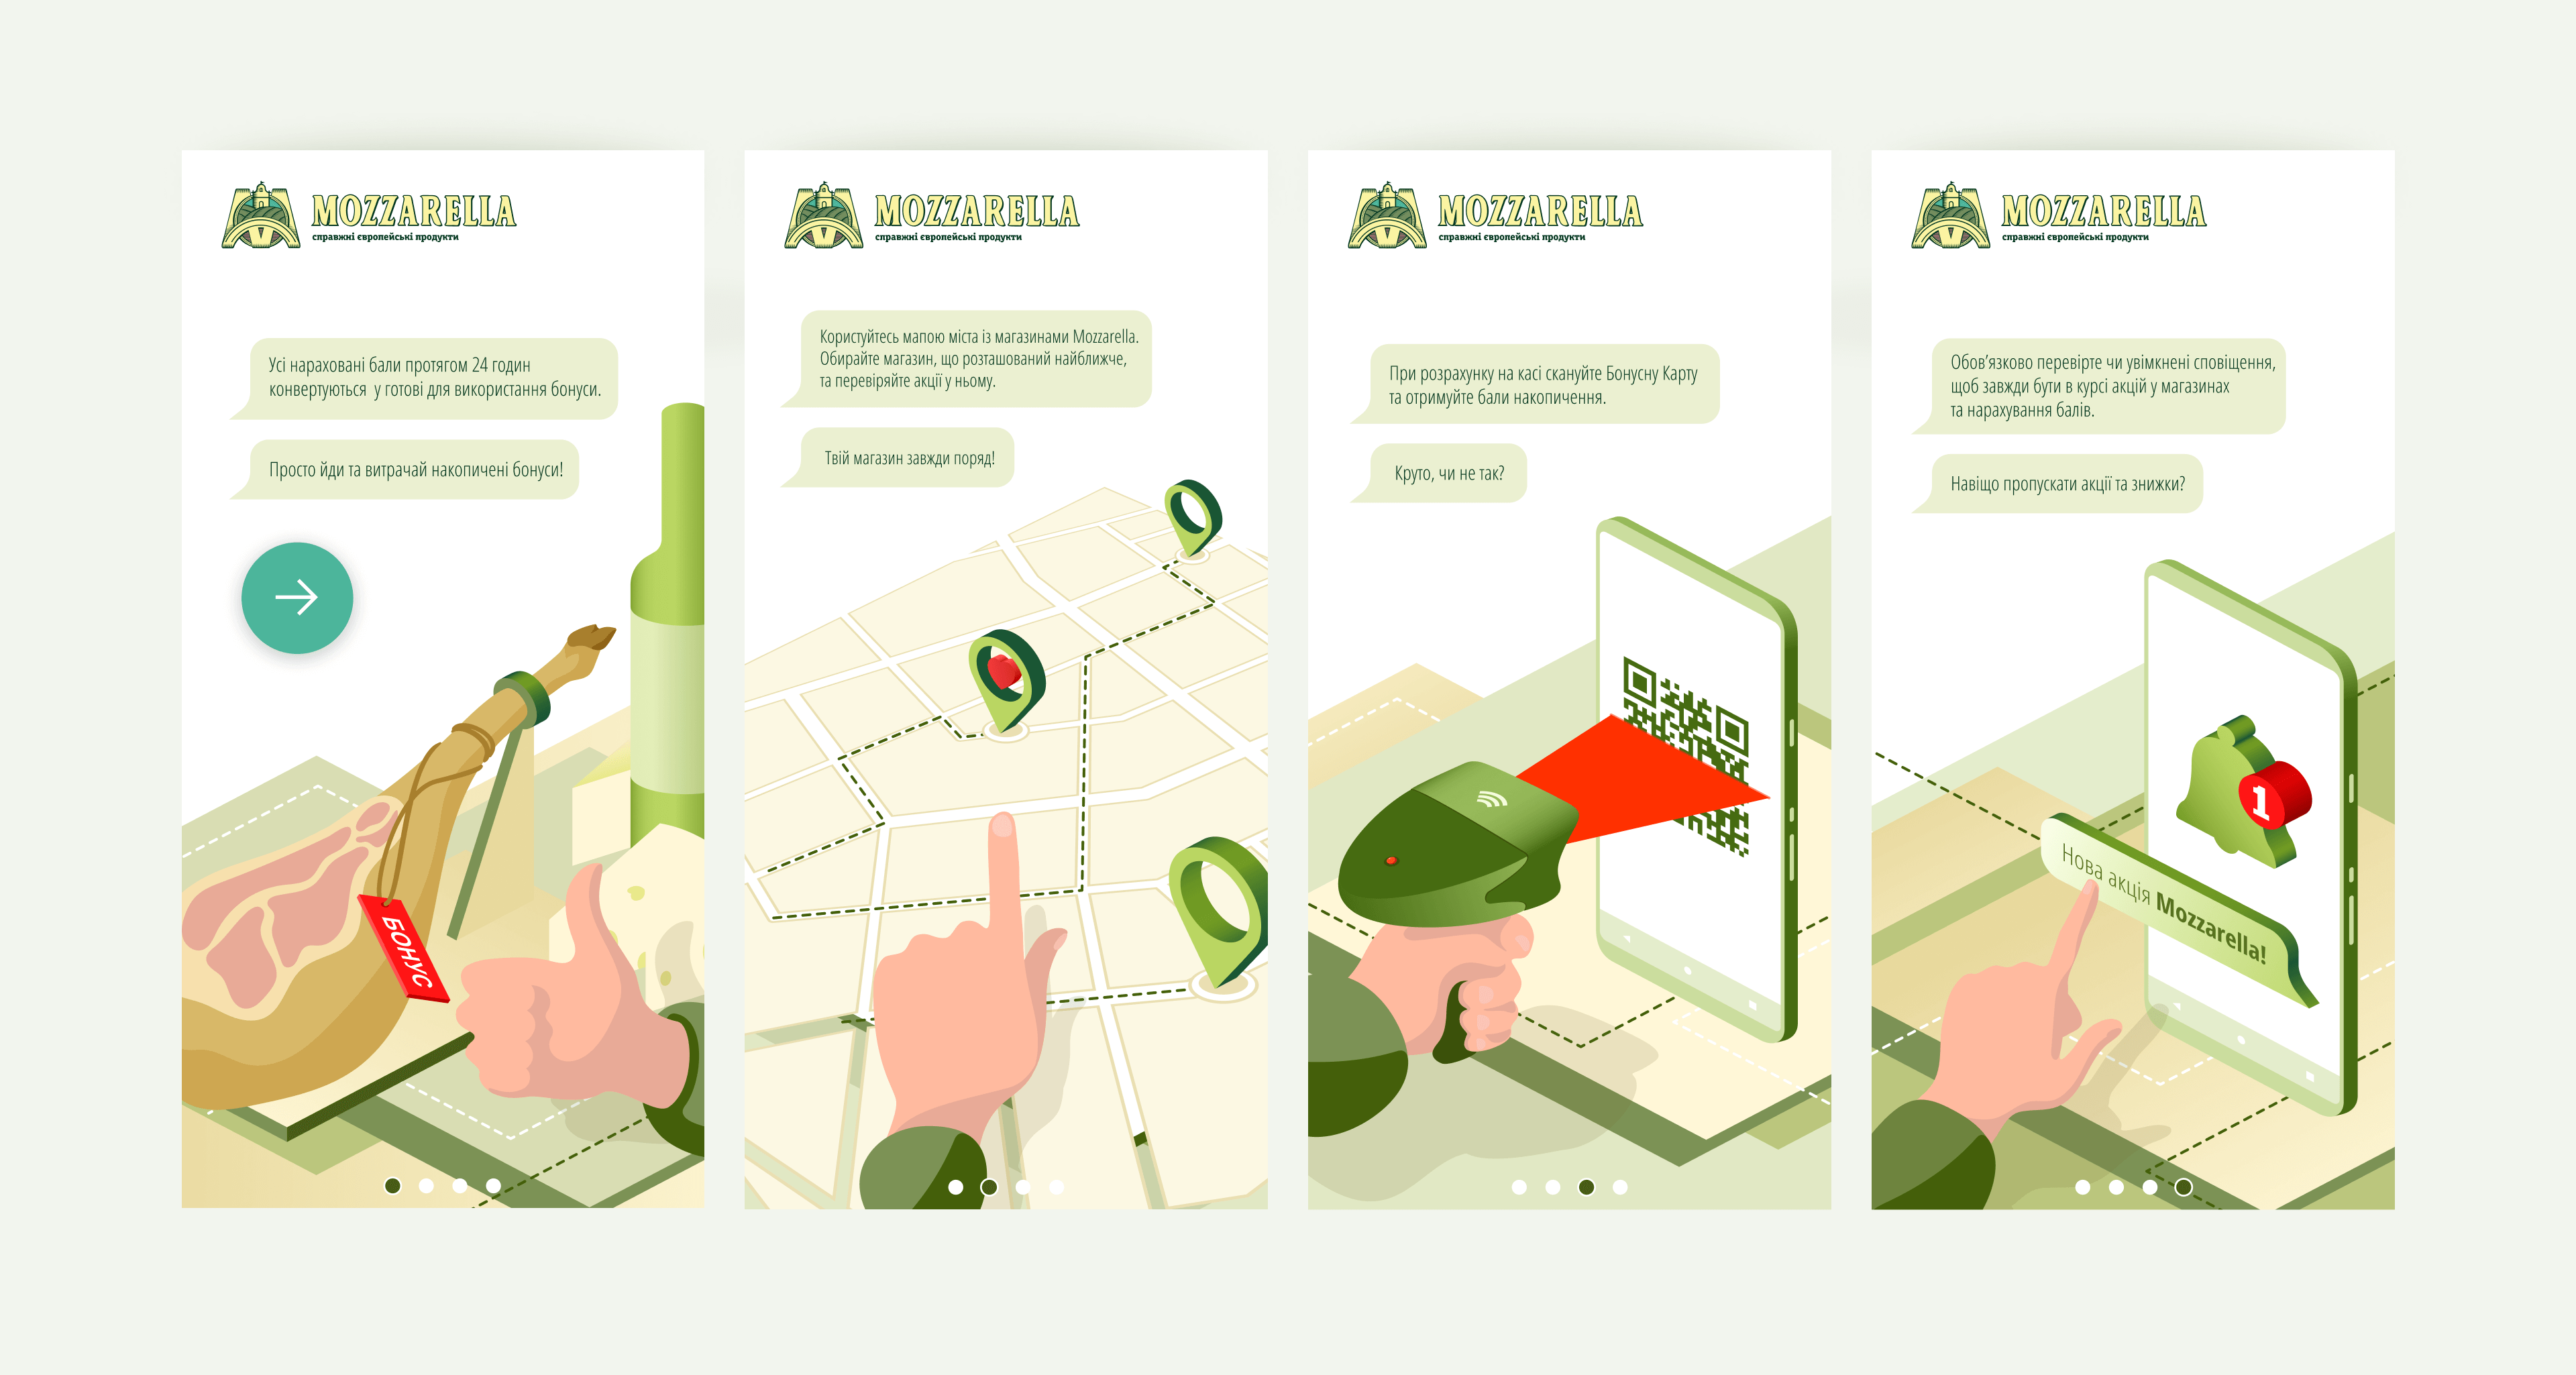 MOZZARELLA
справжні європейські продукти
Усі нараховані бали протягом 24 годин
конвертуються у готові для використання бонуси.
Просто йди та витрачай накопичені бонуси!
БОНУС
MOZZARELLA
справжні європейські продукти
Користуйтесь мапою міста із магазинами Mozzarella.
Обирайте магазин, що розташований найближче,
та перевіряйте акції у ньому.
Твій магазин завжди поряд!
MOZZARELLA
справжні європейські продукти
При розрахунку на касі скануйте Бонусну Карту
та отримуйте бали накопичення.
Круто, чи не так?
MOZZARELLA
справжні європейські продукти
Обов’язково перевірте чи увімкнені сповіщення,
щоб завжди бути в курсі акцій у магазинах
та нарахування балів.
Навіщо пропускати акції та знижки?
1
Нова акція Mozzarella!